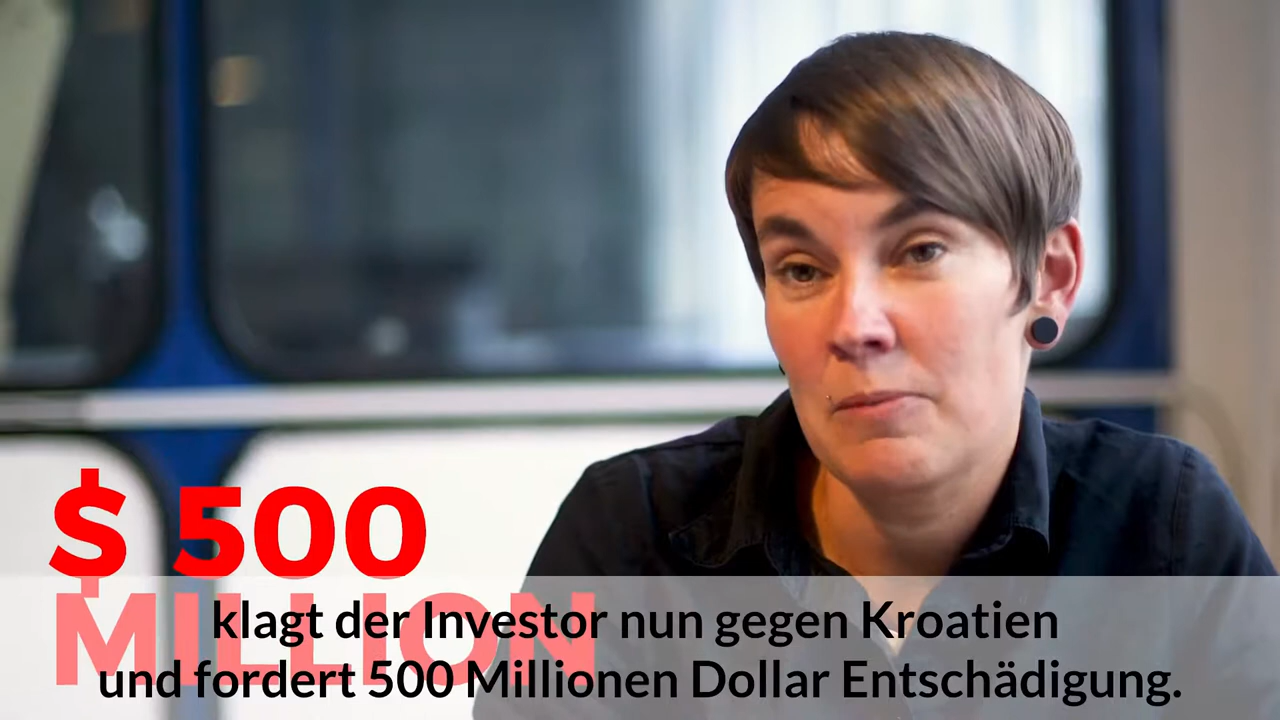 $ 500
MILLION
klagt der Investor nun gegen Kroatien
und fordert 500 Millionen Dollar Entschädigung.